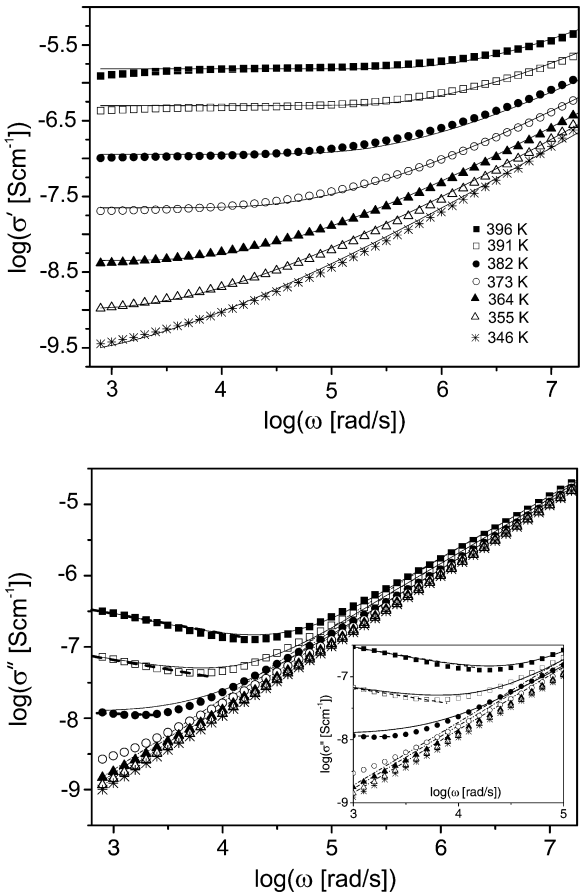 -5.5
-6.5
-7.5
-8.5
-9.5
log(σ′ [Scm⁻¹])
396 K
391 K
382 K
373 K
364 K
355 K
346 K
3 4 5 6 7
log(ω [rad/s])
-5
-6
-7
-8
-9
log(σ″ [Scm⁻¹])
-7
-8
-9
log(σ″ [Scm⁻¹])
log(ω [rad/s])
3 4 5
3 4 5 6 7
log(ω [rad/s])